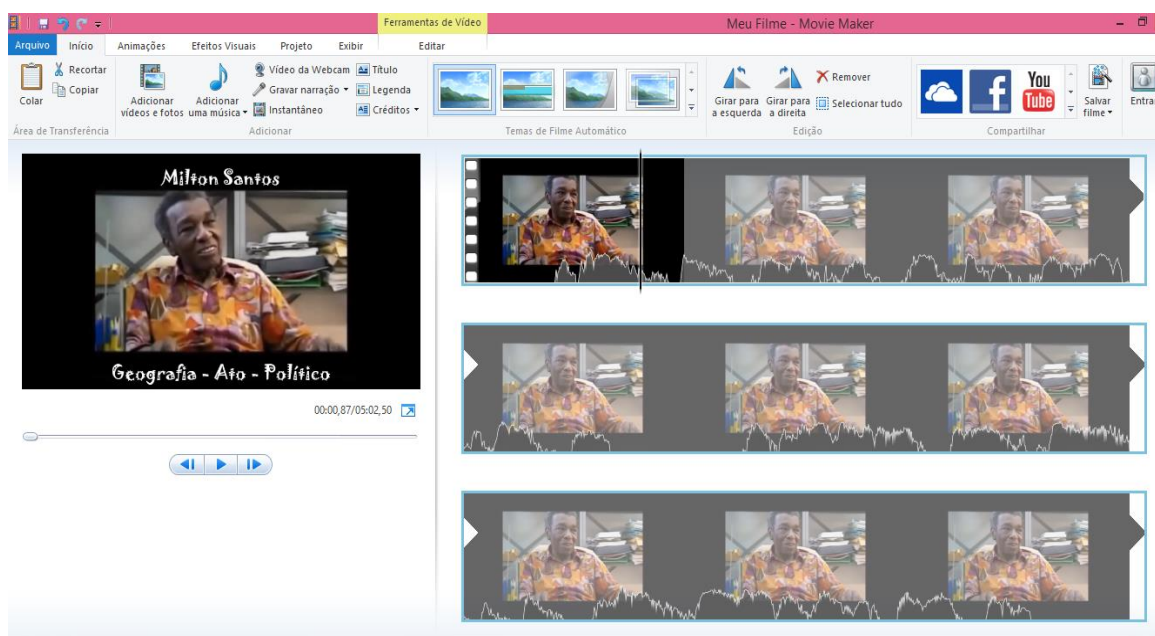 Ferramentas de Vídeo
Meu Filme - Movie Maker
Arquivo Início Animações Efeitos Visuais Projeto Exibir Editar
Colar
Recortar
Copiar
Área de Transferência
Adicionar vídeos e fotos
Adicionar uma música
Vídeo da Webcam
Gravar narração
Instantâneo
Título
Legenda
Créditos
Adicionar
Temas de Filme Automático
Girar para a esquerda
Girar para a direita
Remover
Selecionar tudo
Edição
f
You Tube
Compartilhar
Salvar filme
Entrar
Milton Santos
Geografia - Ato - Político
00:00,87/05:02,50